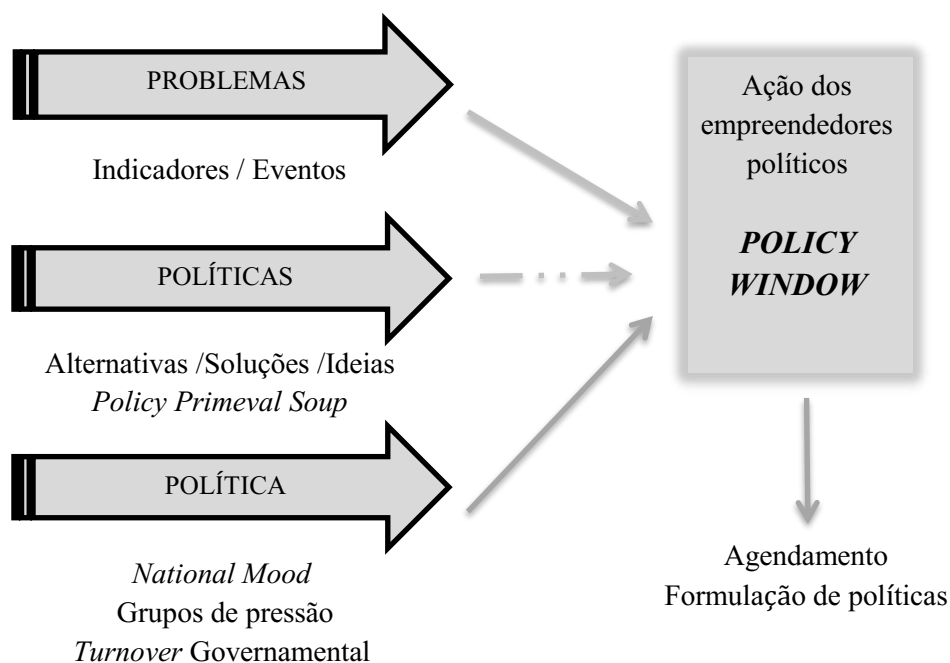 PROBLEMAS
Indicadores / Eventos
POLÍTICAS
Alternativas /Soluções /Ideias
Policy Primeval Soup
POLÍTICA
National Mood
Grupos de pressão
Turnover Governamental
Ação dos
empreendedores
políticos
POLICY
WINDOW
Agendamento
Formulação de políticas